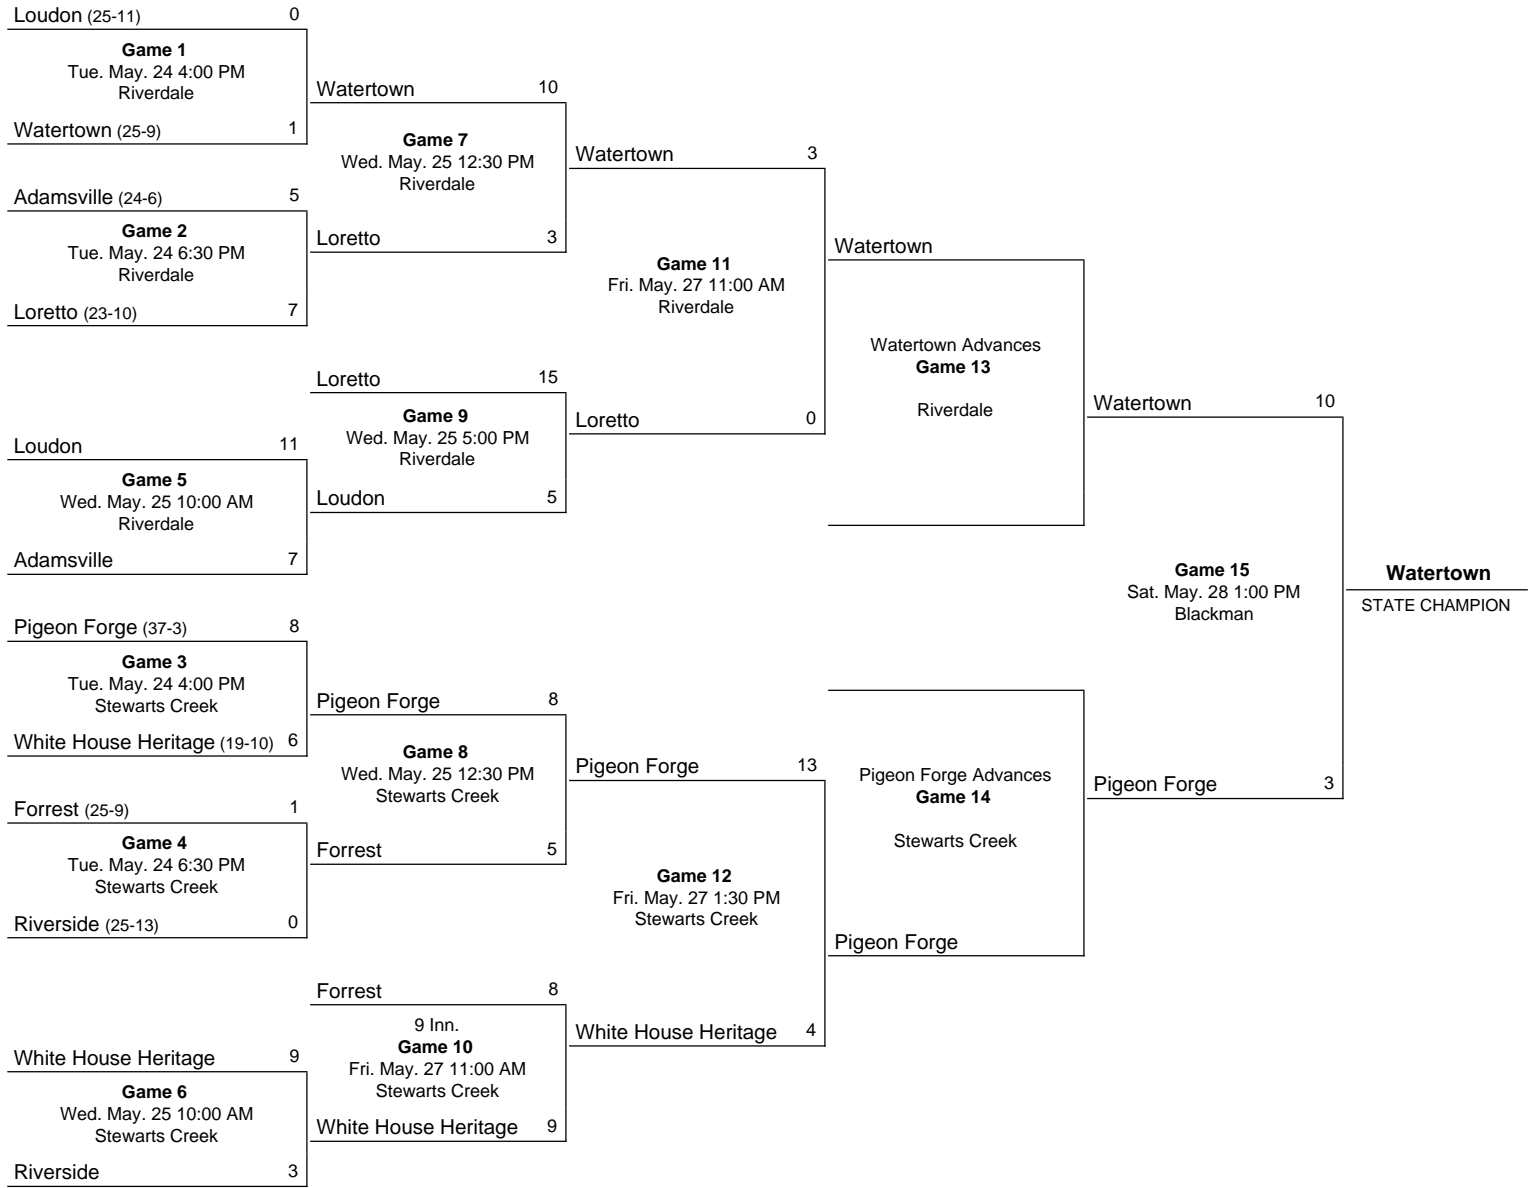 Loudon (25-11) 0
Game 1
Tue. May. 24 4:00 PM
Riverdale
Watertown (25-9) 1
Adamsville (24-6) 5
Game 2
Tue. May. 24 6:30 PM
Riverdale
Loretto (23-10) 7
Loudon 11
Game 5
Wed. May. 25 10:00 AM
Riverdale
Adamsville 7
Pigeon Forge (37-3) 8
Game 3
Tue. May. 24 4:00 PM
Stewarts Creek
White House Heritage (19-10) 6
Forrest (25-9) 1
Game 4
Tue. May. 24 6:30 PM
Stewarts Creek
Riverside (25-13) 0
White House Heritage 9
Game 6
Wed. May. 25 10:00 AM
Stewarts Creek
Riverside 3
Watertown 10
Game 7
Wed. May. 25 12:30 PM
Riverdale
Loretto 3
Loretto 15
Game 9
Wed. May. 25 5:00 PM
Riverdale
Loudon 5
Pigeon Forge 8
Game 8
Wed. May. 25 12:30 PM
Stewarts Creek
Forrest 5
Forrest 8
9 Inn.
Game 10
Fri. May. 27 11:00 AM
Stewarts Creek
White House Heritage 9
Watertown 3
Game 11
Fri. May. 27 11:00 AM
Riverdale
Loretto 0
Pigeon Forge 13
Game 12
Fri. May. 27 1:30 PM
Stewarts Creek
White House Heritage 4
Watertown
Watertown Advances
Game 13
Riverdale
Pigeon Forge Advances
Game 14
Stewarts Creek
Pigeon Forge
Watertown 10
Game 15
Sat. May. 28 1:00 PM
Blackman
Pigeon Forge 3
Watertown
STATE CHAMPION